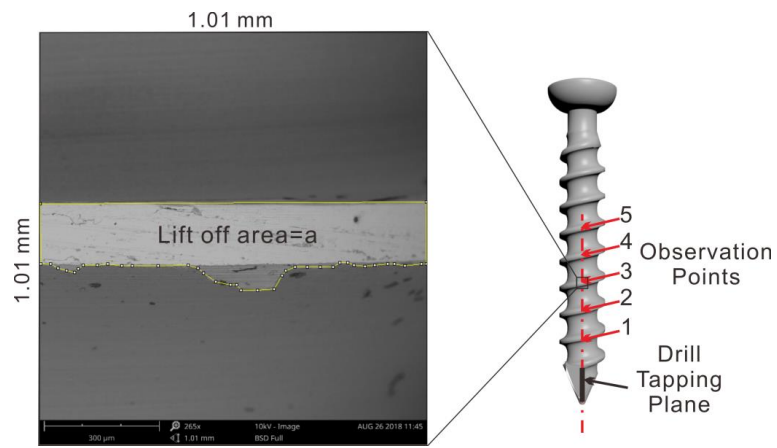 1.01 mm
1.01 mm
Lift off area=a
300 µm
265x
1.01 mm
10kV - Image
BSD Full
AUG 26 2018 11:45
5
4
3
2
1
Observation
Points
Drill
Tapping
Plane